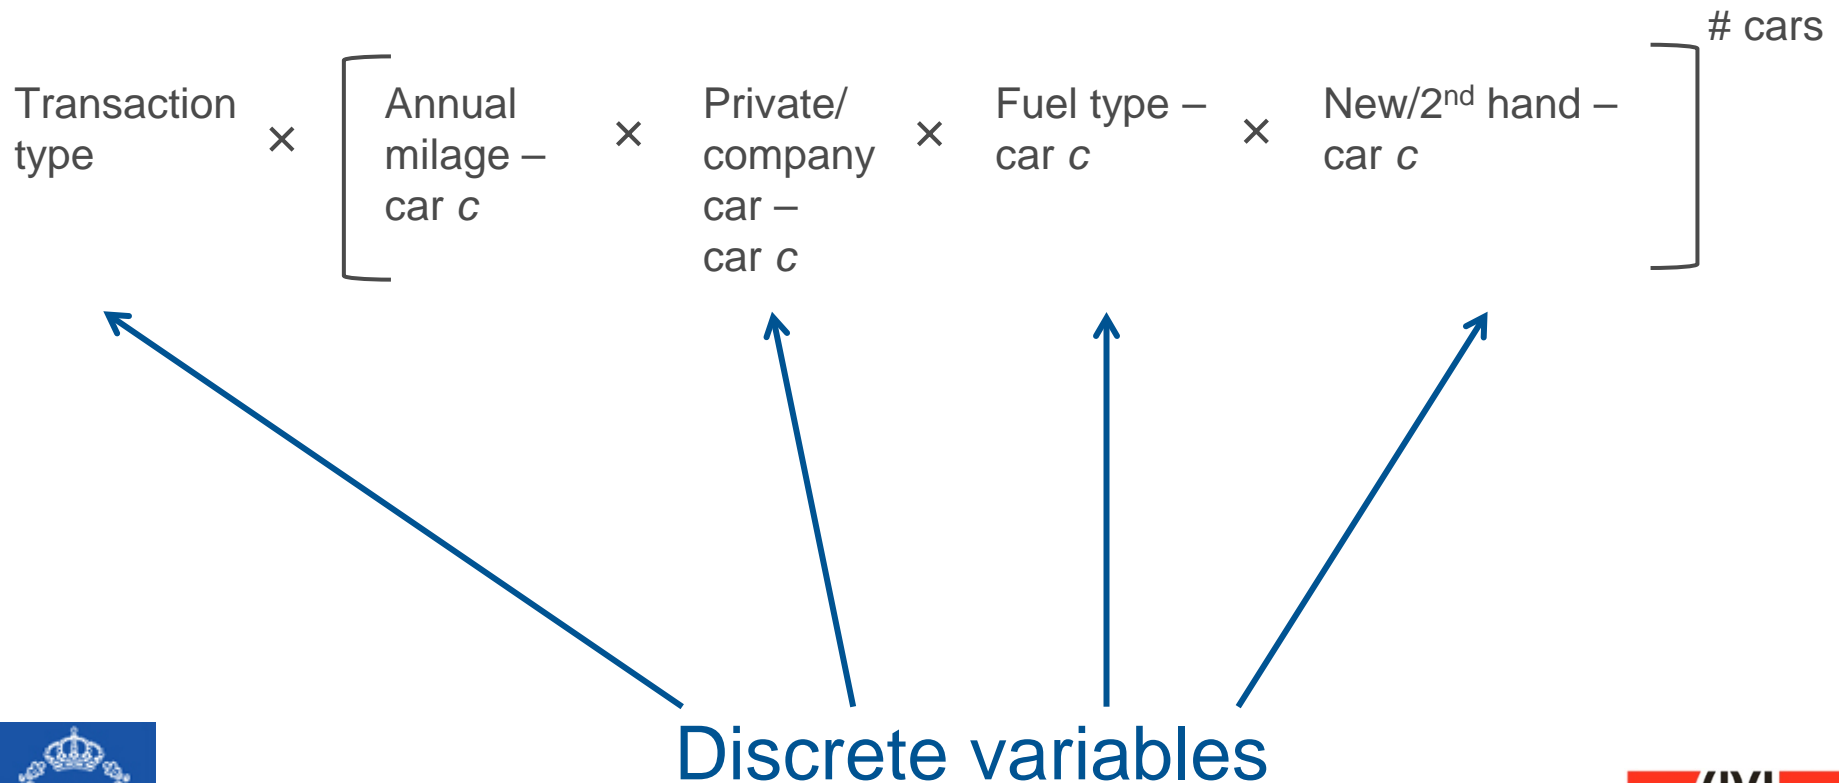 # cars
Transaction
type
×
Annual
milage –
car c
×
Private/
company
car –
car c
×
Fuel type –
car c
×
New/2nd hand –
car c
Discrete variables